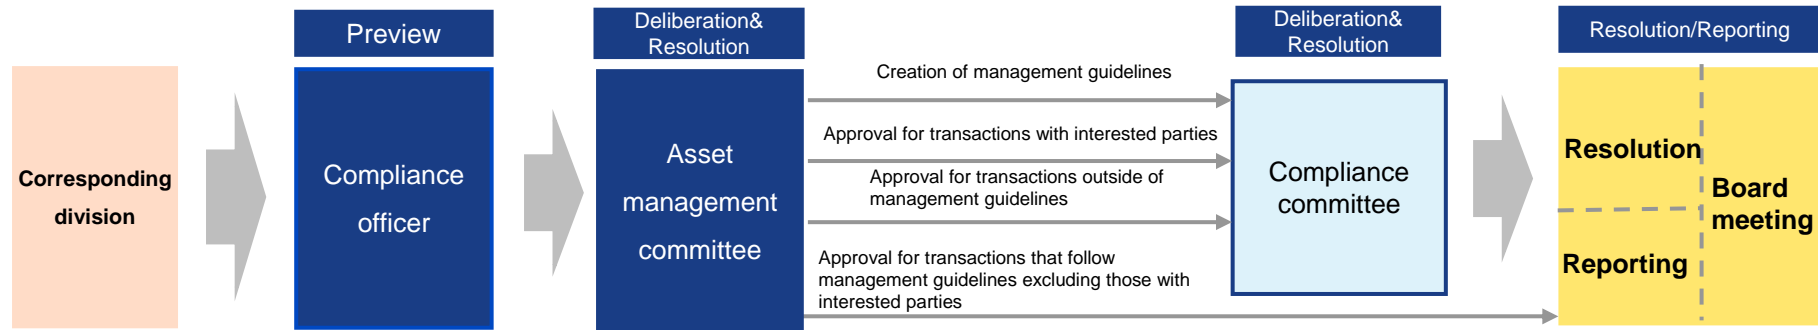 Preview
Deliberation&
Resolution
Deliberation&
Resolution
Resolution/Reporting
Corresponding
division
Compliance
officer
Asset
management
committee
Creation of management guidelines
Approval for transactions with interested parties
Approval for transactions outside of
management guidelines
Approval for transactions that follow
management guidelines excluding those with
interested parties
Compliance
committee
Resolution
Reporting
Board
meeting